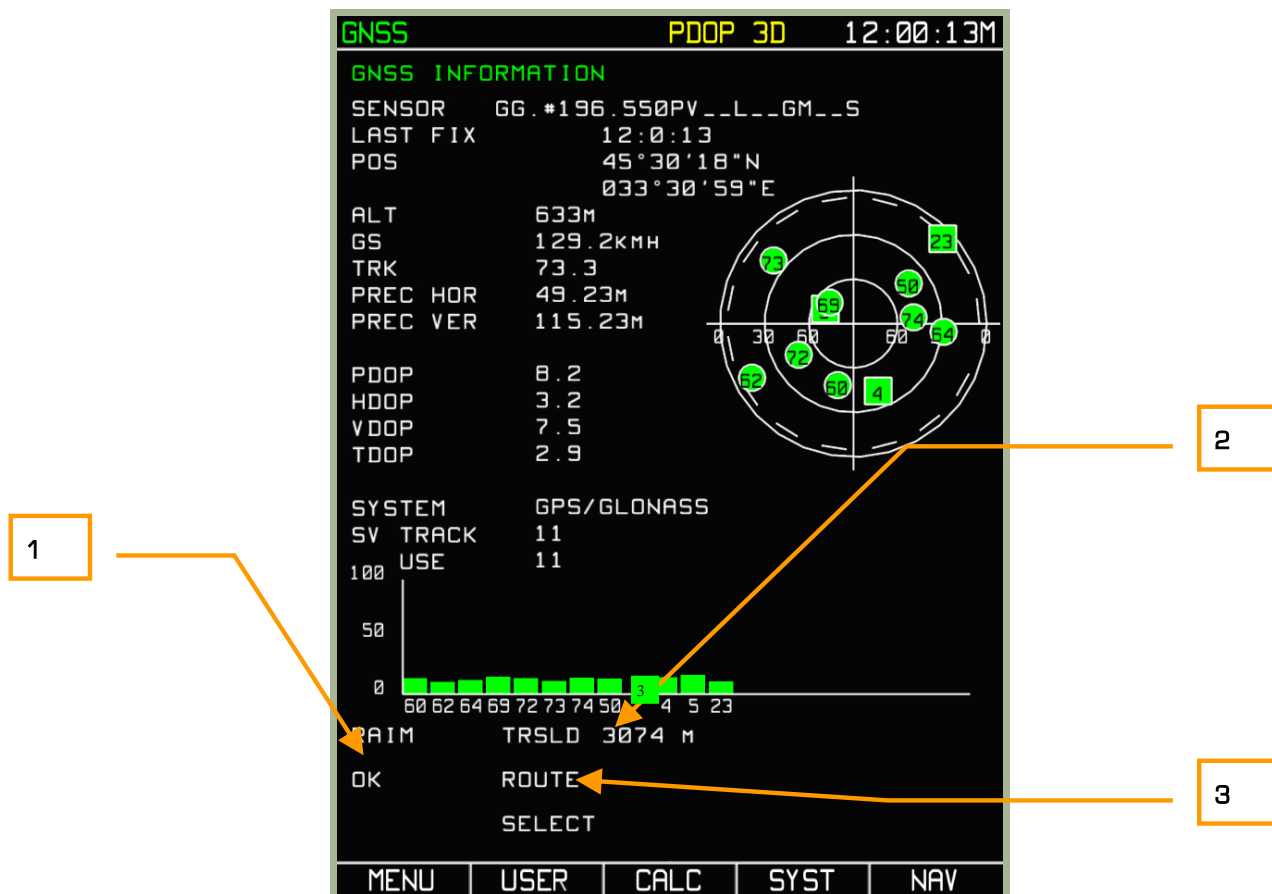 GNSS PDOP 3D 12:00:13M
GNSS INFORMATION
SENSOR GG.#196.550PV__L__GM__S
LAST FIX 12:0:13
POS 45°30'18"N
033°30'59"E
ALT 633M
GS 129.2KMH
TRK 73.3
PREC HOR 49.23M
PREC VER 115.23M
23
73
50
69
74
64
0 30 60 60 0
72
62
60
4
PDOP 8.2
HDOP 3.2
VDOP 7.5
TDOP 2.9
2
SYSTEM GPS/GLONASS
SV TRACK 11
USE 11
1
100
50
0
3
60 62 64 69 72 73 74 50 4 5 23
RAIM TRSLD 3074 M
OK ROUTE
3
SELECT
MENU USER CALC SYST NAV